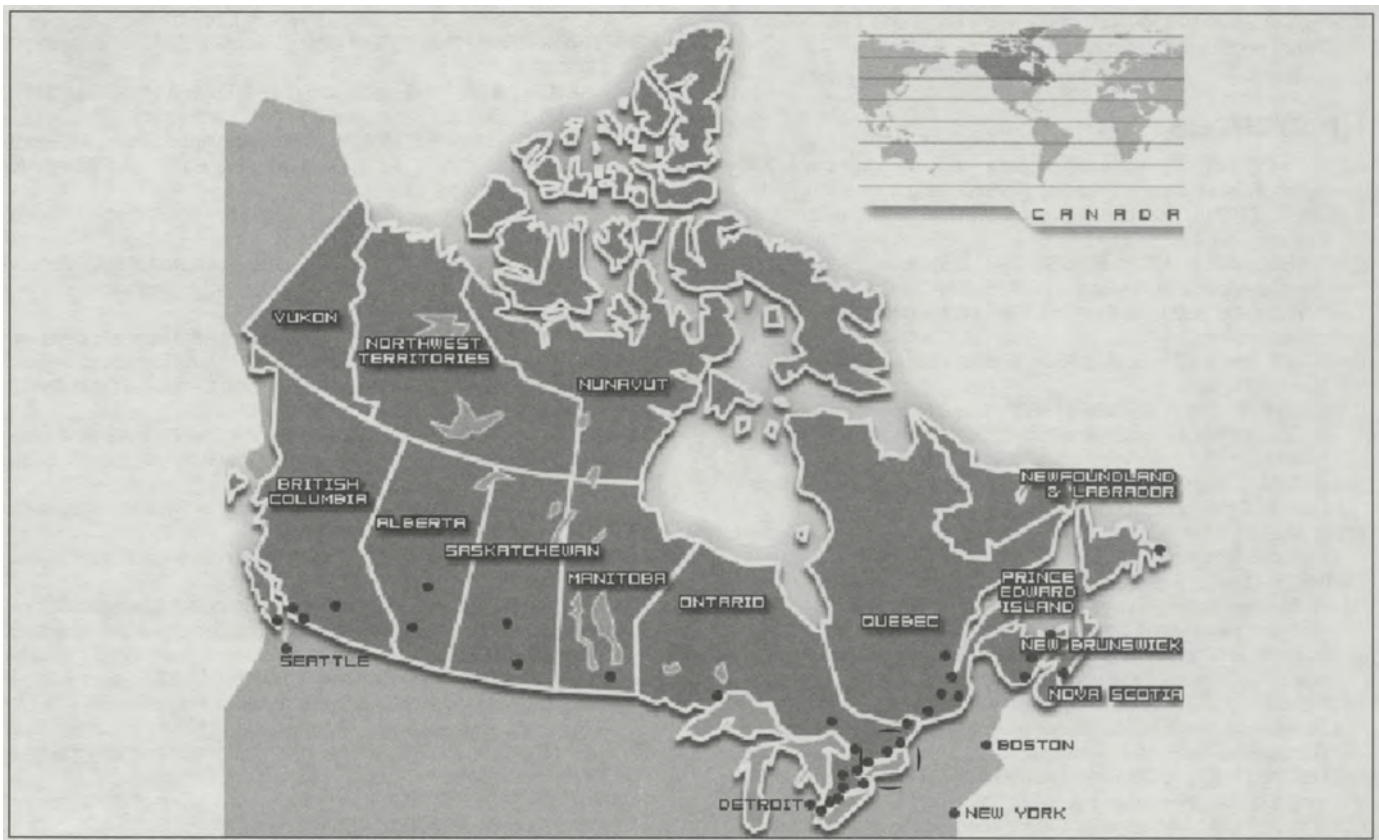 CANADA
YUKON
NORTHWEST
TERRITORIES
NUNAVUT
BRITISH
COLUMBIA
ALBERTA
SASKATCHEWAN
MANITOBA
ONTARIO
QUEBEC
NEWFOUNDLAND
& LABRADOR
PRINCE
EDWARD
ISLAND
NEW BRUNSWICK
NOVA SCOTIA
SEATTLE
BOSTON
DETROIT
NEW YORK